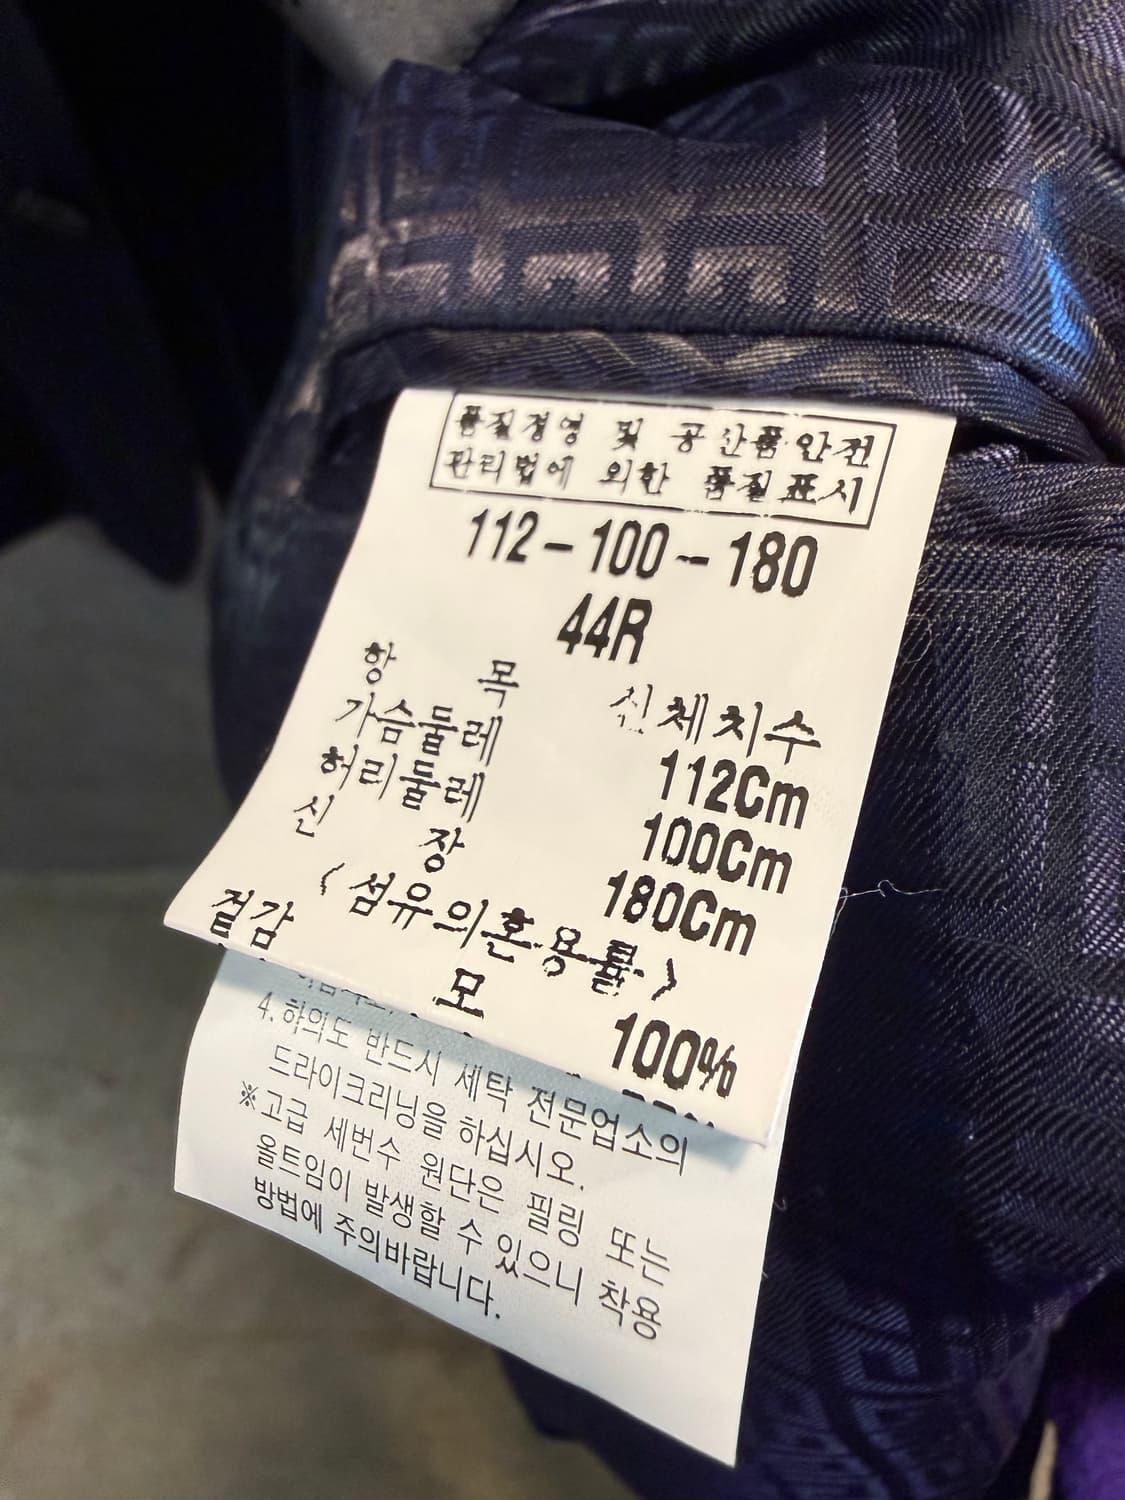 품질경영 및 공산품안전
관리법에 의한 품질표시
112-100-180
44R
항 목 신체치수
가슴둘레 112Cm
허리둘레 100Cm
신 장 180Cm
<섬유의혼용률>
겉감 모 100%
4. 하의도 반드시 세탁 전문업소의
드라이크리닝을 하십시오.
※고급 세번수 원단은 필링 또는
올트임이 발생할 수 있으니 착용
방법에 주의바랍니다.